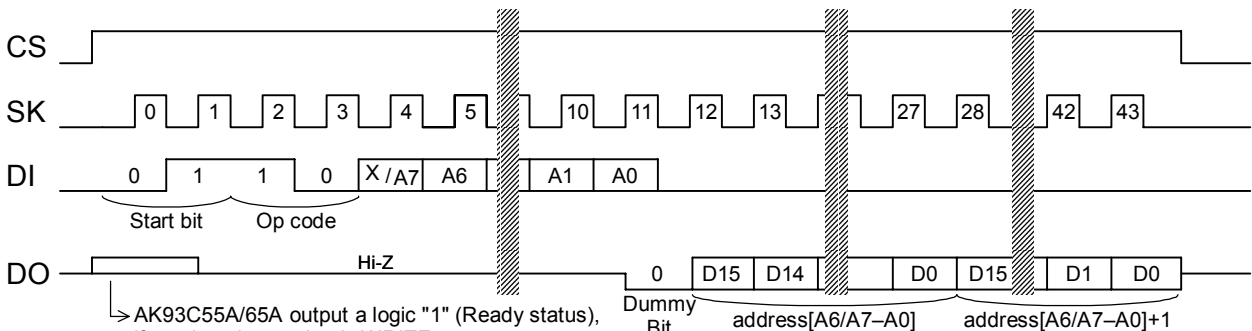 CS
SK 0 1 2 3 4 5 10 11 12 13 27 28 42 43
DI 0 1 1 0 X /A7 A6 A1 A0
Start bit Op code
DO Hi-Z 0 D15 D14 D0 D15 D1 D0
AK93C55A/65A output a logic "1" (Ready status),
Dummy
Bit
address[A6/A7–A0] address[A6/A7–A0]+1